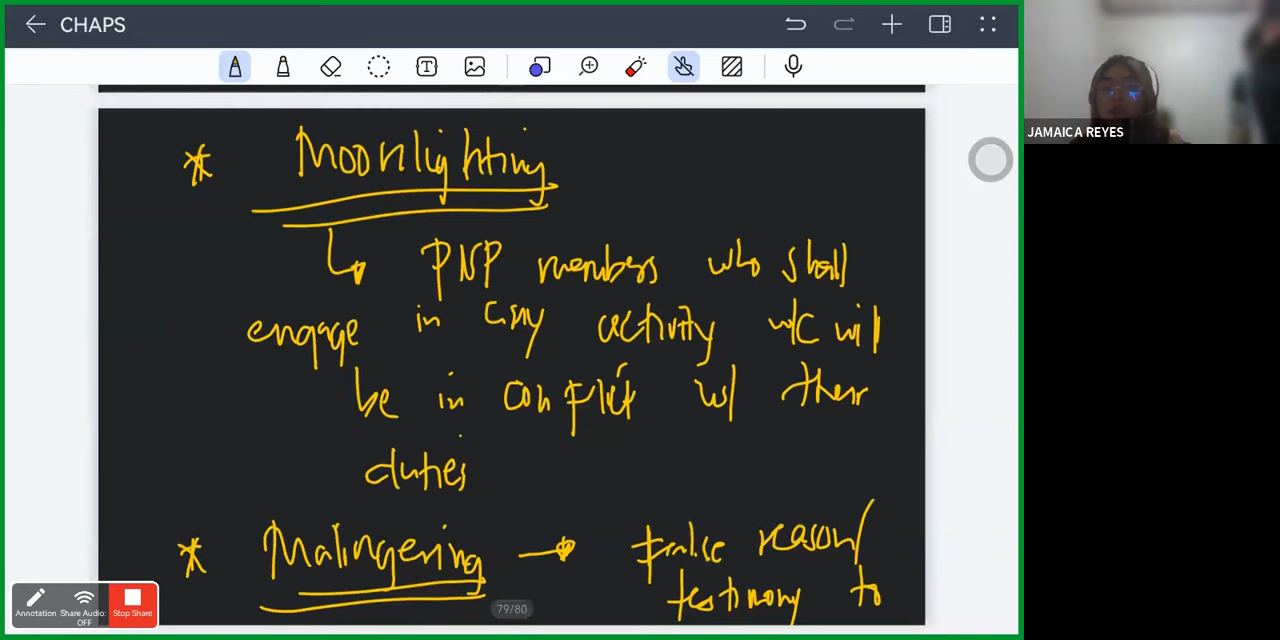 CHAPS
JAMAICA REYES
* Moonlighting
PNP members who shall
engage in any activity w/c will
be in conflict w/ their
duties
* Malingering → False reason/
testimony to
Annotation Share Audio: OFF Stop Share
79/80